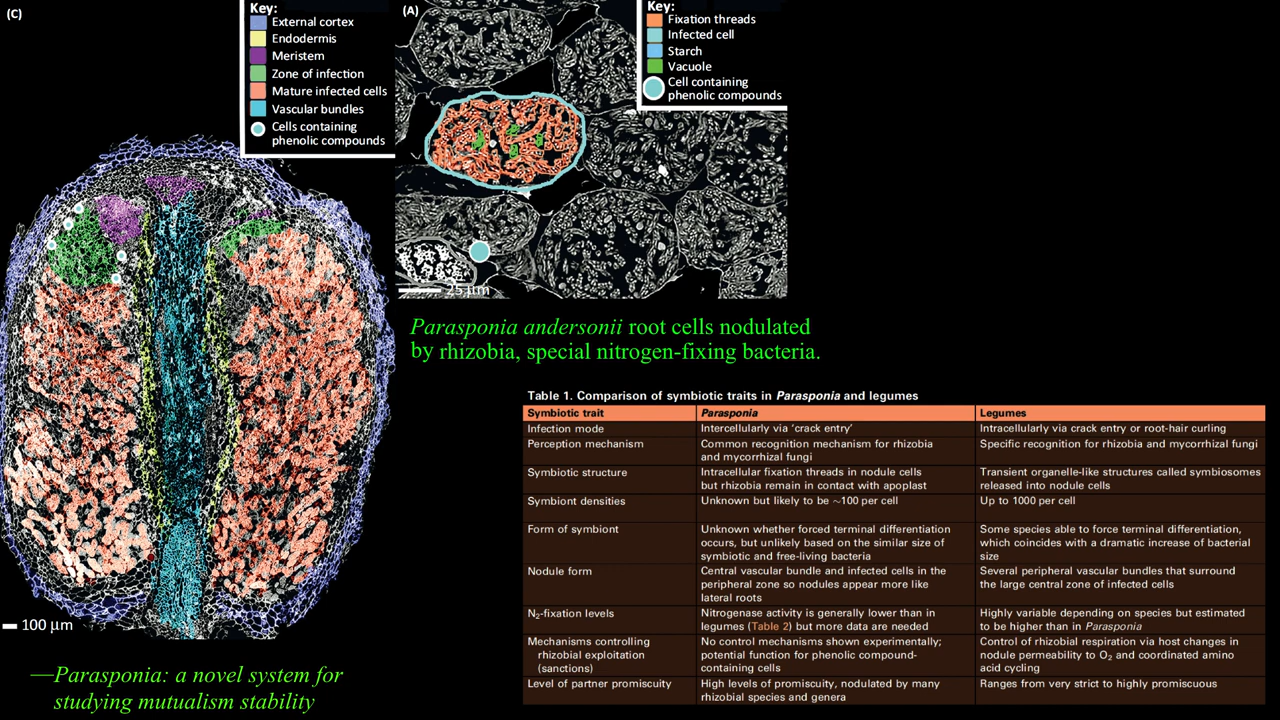 (C)
Key:
External cortex
Endodermis
Meristem
Zone of infection
Mature infected cells
Vascular bundles
Cells containing
phenolic compounds
100 μm
(A)
Key:
Fixation threads
Infected cell
Starch
Vacuole
Cell containing
phenolic compounds
25 μm
Parasponia andersonii root cells nodulated
by rhizobia, special nitrogen-fixing bacteria.
Table 1. Comparison of symbiotic traits in Parasponia and legumes
Symbiotic trait Parasponia Legumes
Infection mode Intercellularly via ‘crack entry’ Intracellularly via crack entry or root-hair curling
Perception mechanism Common recognition mechanism for rhizobia Specific recognition for rhizobia and mycorrhizal fungi
and mycorrhizal fungi
Symbiotic structure Intracellular fixation threads in nodule cells Transient organelle-like structures called symbiosomes
but rhizobia remain in contact with apoplast released into nodule cells
Symbiont densities Unknown but likely to be ~100 per cell Up to 1000 per cell
Form of symbiont Unknown whether forced terminal differentiation Some species able to force terminal differentiation,
occurs, but unlikely based on the similar size of which coincides with a dramatic increase of bacterial
symbiotic and free-living bacteria size
Nodule form Central vascular bundle and infected cells in the Several peripheral vascular bundles that surround
peripheral zone so nodules appear more like the large central zone of infected cells
lateral roots
N₂-fixation levels Nitrogenase activity is generally lower than in Highly variable depending on species but estimated
legumes (Table 2) but more data are needed to be higher than in Parasponia
Mechanisms controlling No control mechanisms shown experimentally; Control of rhizobial respiration via host changes in
rhizobial exploitation potential function for phenolic compound- nodule permeability to O₂ and coordinated amino
(sanctions) containing cells acid cycling
Level of partner promiscuity High levels of promiscuity, nodulated by many Ranges from very strict to highly promiscuous
rhizobial species and genera
—Parasponia: a novel system for
studying mutualism stability